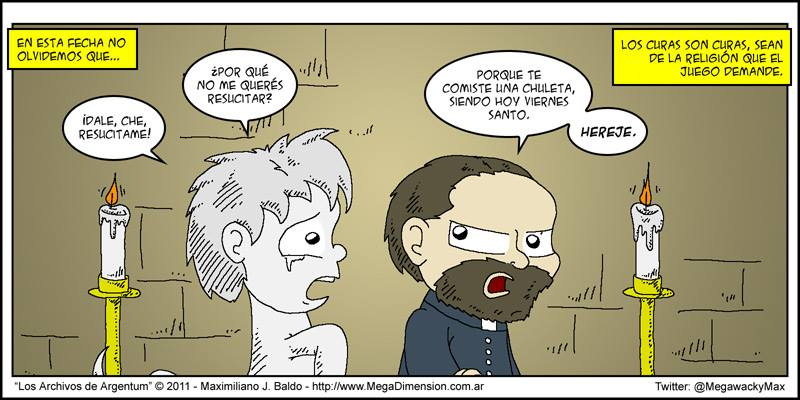 EN ESTA FECHA NO
OLVIDEMOS QUE...
¡DALE, CHE,
RESUCITAME!
¿POR QUÉ
NO ME QUERÉS
RESUCITAR?
PORQUE TE
COMISTE UNA CHULETA,
SIENDO HOY VIERNES
SANTO.
HEREJE.
LOS CURAS SON CURAS, SEAN
DE LA RELIGIÓN QUE EL
JUEGO DEMANDE.
"Los Archivos de Argentum" © 2011 - Maximiliano J. Baldo - http://www.MegaDimension.com.ar
Twitter: @MegawackyMax